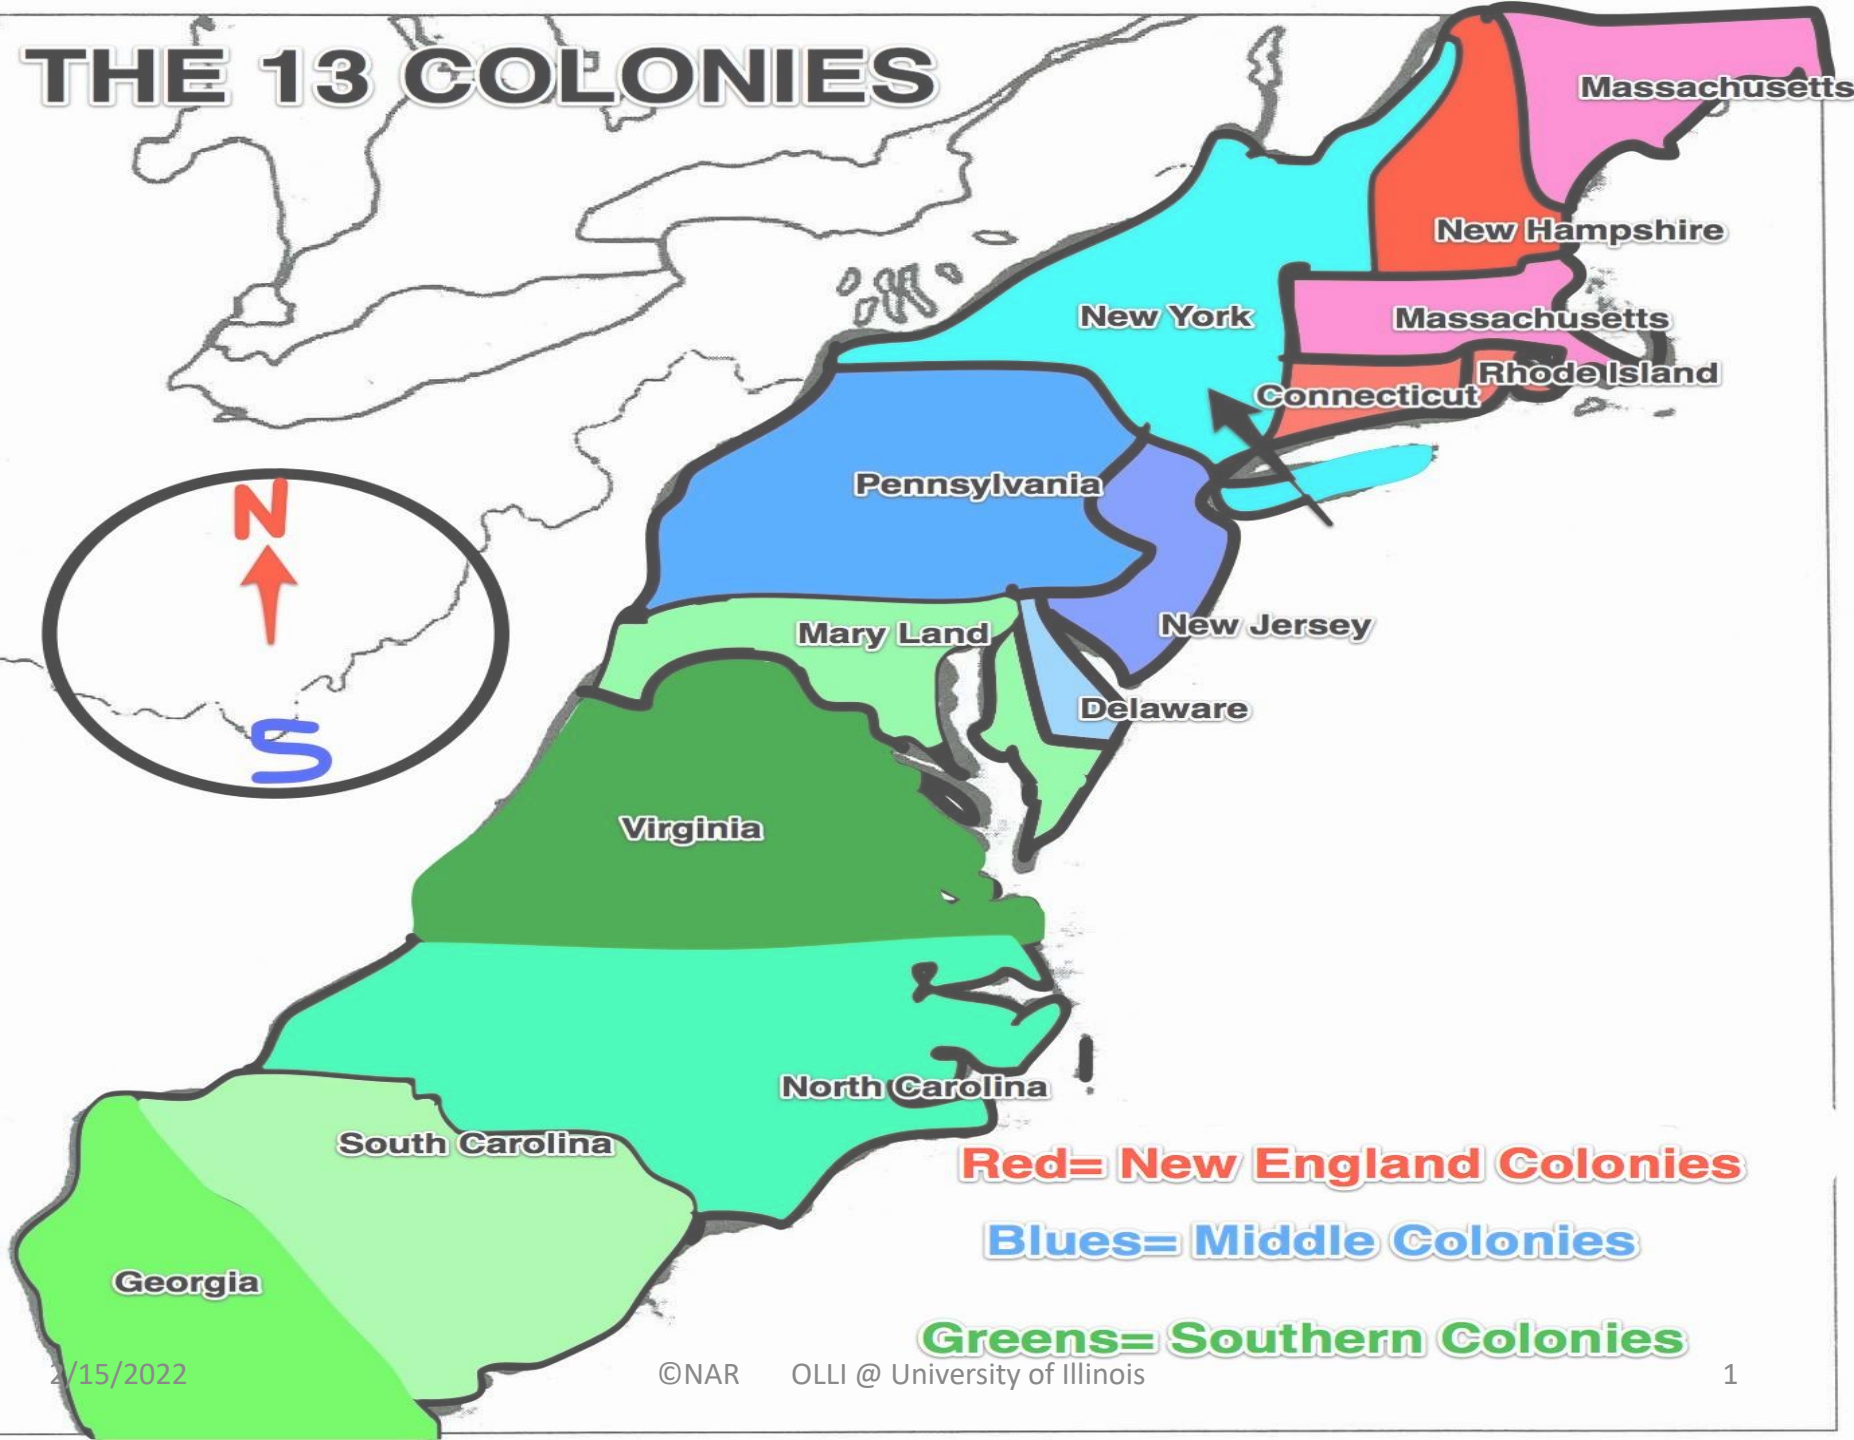 THE 13 COLONIES
Massachusetts
New Hampshire
New York
Massachusetts
Rhode Island
Connecticut
Pennsylvania
N
New Jersey
Mary Land
Delaware
S
Virginia
North Carolina
South Carolina
Red= New England Colonies
Blues= Middle Colonies
Georgia
Greens= Southern Colonies
2/15/2022 ©NAR OLLI @ University of Illinois 1